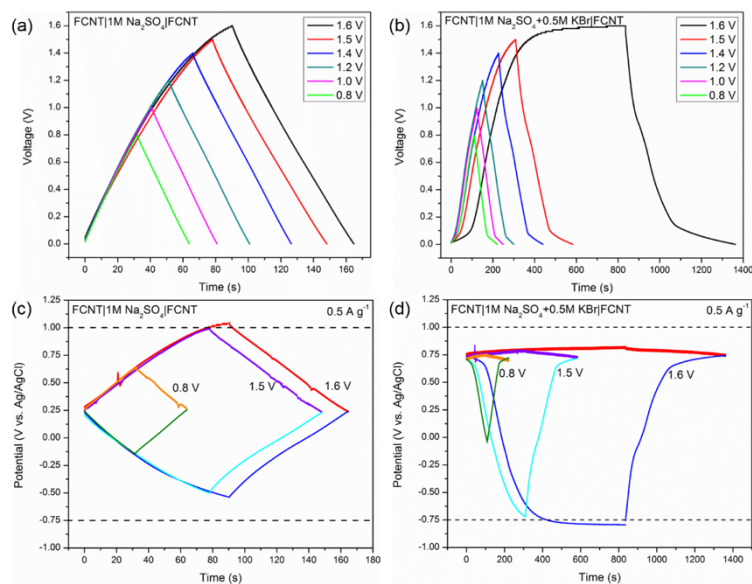 (a)
FCNT|1M Na₂SO₄|FCNT
1.6 V
1.5 V
1.4 V
1.2 V
1.0 V
0.8 V
Voltage (V)
1.8
1.6
1.4
1.2
1.0
0.8
0.6
0.4
0.2
0.0
0 20 40 60 80 100 120 140 160
Time (s)
(b)
FCNT|1M Na₂SO₄+0.5M KBr|FCNT
1.6 V
1.5 V
1.4 V
1.2 V
1.0 V
0.8 V
Voltage (V)
1.8
1.6
1.4
1.2
1.0
0.8
0.6
0.4
0.2
0.0
0 200 400 600 800 1000 1200 1400
Time (s)
(c)
FCNT|1M Na₂SO₄|FCNT
0.5 A g⁻¹
0.8 V
1.5 V
1.6 V
Potential (V vs. Ag/AgCl)
1.25
1.00
0.75
0.50
0.25
0.00
-0.25
-0.50
-0.75
-1.00
0 20 40 60 80 100 120 140 160 180
Time (s)
(d)
FCNT|1M Na₂SO₄+0.5M KBr|FCNT
0.5 A g⁻¹
0.8 V
1.5 V
1.6 V
Potential (V vs. Ag/AgCl)
1.25
1.00
0.75
0.50
0.25
0.00
-0.25
-0.50
-0.75
-1.00
0 200 400 600 800 1000 1200 1400
Time (s)